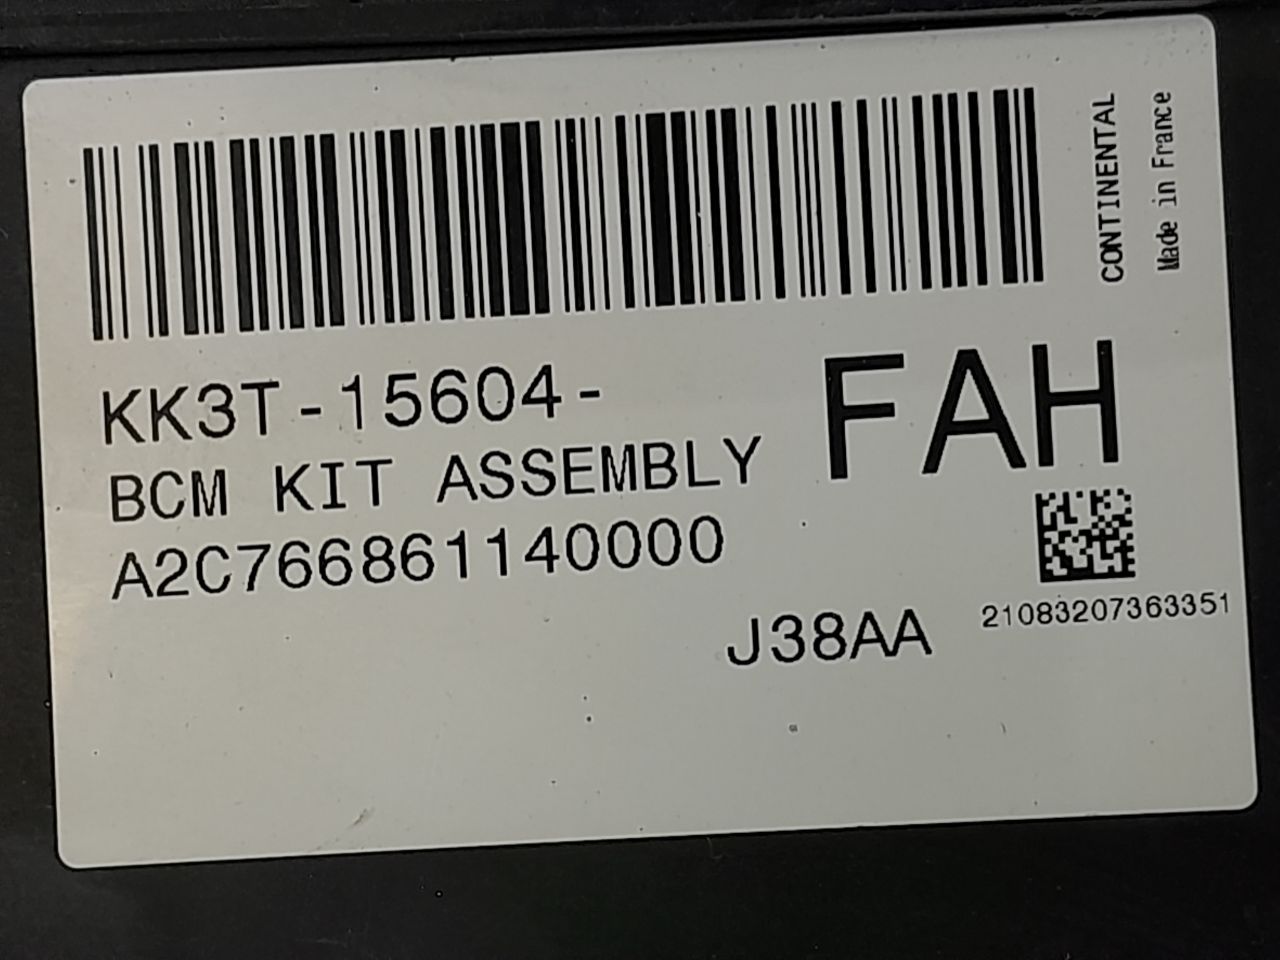 KK3T-15604-
FAH
BCM KIT ASSEMBLY
A2C766861140000
J38AA
21083207363351
CONTINENTAL
Made in France